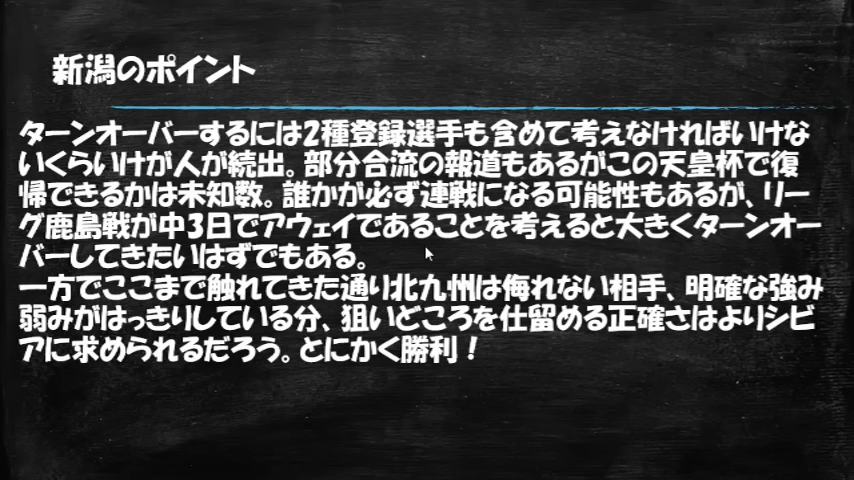 新潟のポイント
ターンオーバーするには2種登録選手も含めて考えなければいけな
いくらいけが人が続出。部分合流の報道もあるがこの天皇杯で復
帰できるかは未知数。誰かが必ず連戦になる可能性もあるが、リー
グ鹿島戦が中3日でアウェイであることを考えると大きくターンオー
バーしてきたいはずでもある。
一方でここまで触れてきた通り北九州は侮れない相手、明確な強み
弱みがはっきりしている分、狙いどころを仕留める正確さはよりシビ
アに求められるだろう。とにかく勝利！